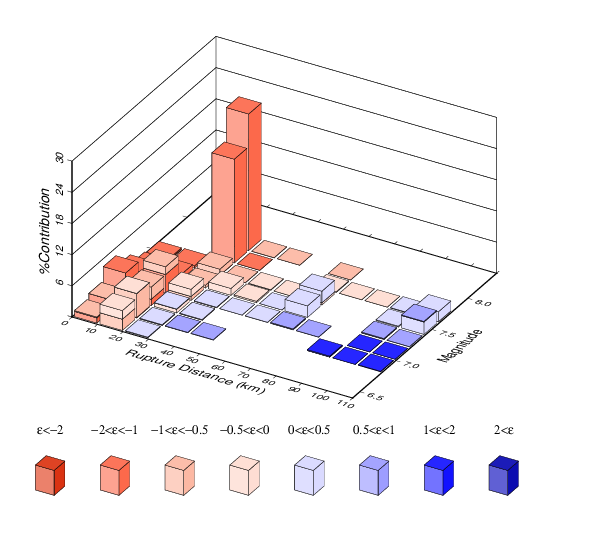 30
24
18
12
6
%Contribution
0
10
20
30
40
50
60
70
80
90
100
110
Rupture Distance (km)
6.5
7.0
7.5
8.0
Magnitude
ε<−2
−2<ε<−1
−1<ε<−0.5
−0.5<ε<0
0<ε<0.5
0.5<ε<1
1<ε<2
2<ε